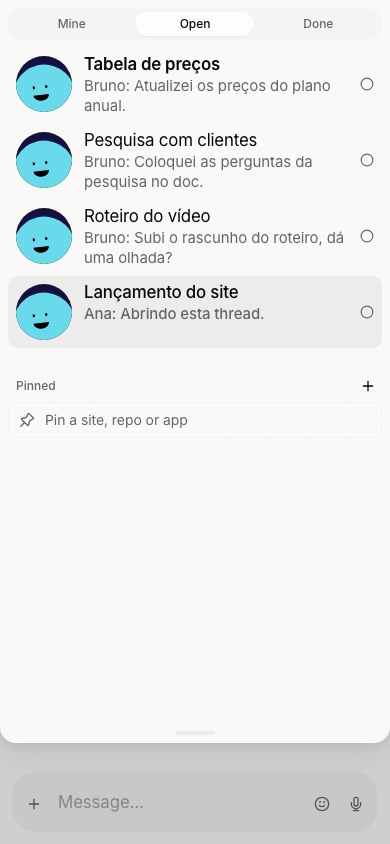 Mine
Open
Done
Tabela de preços
Bruno: Atualizei os preços do plano
anual.
Pesquisa com clientes
Bruno: Coloquei as perguntas da
pesquisa no doc.
Roteiro do vídeo
Bruno: Subi o rascunho do roteiro, dá
uma olhada?
Lançamento do site
Ana: Abrindo esta thread.
Pinned
Pin a site, repo or app
Message...